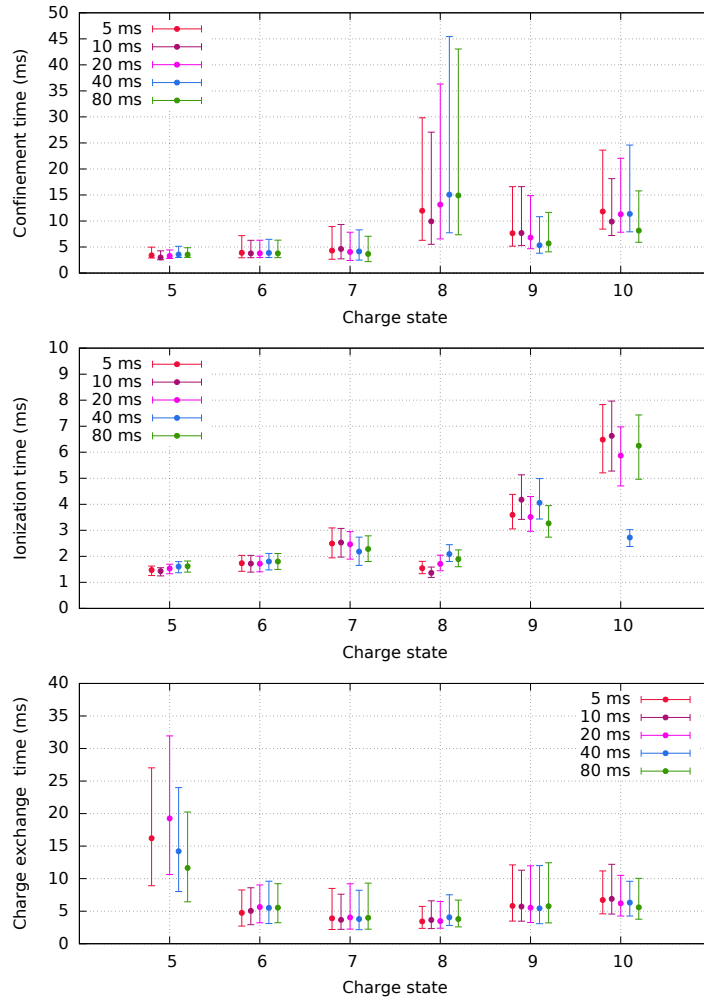 50
45
40
35
30
25
20
15
10
5
0
Confinement time (ms)
5 ms
10 ms
20 ms
40 ms
80 ms
5 6 7 8 9 10
Charge state
10
9
8
7
6
5
4
3
2
1
0
Ionization time (ms)
5 ms
10 ms
20 ms
40 ms
80 ms
5 6 7 8 9 10
Charge state
40
35
30
25
20
15
10
5
0
Charge exchange time (ms)
5 ms
10 ms
20 ms
40 ms
80 ms
5 6 7 8 9 10
Charge state